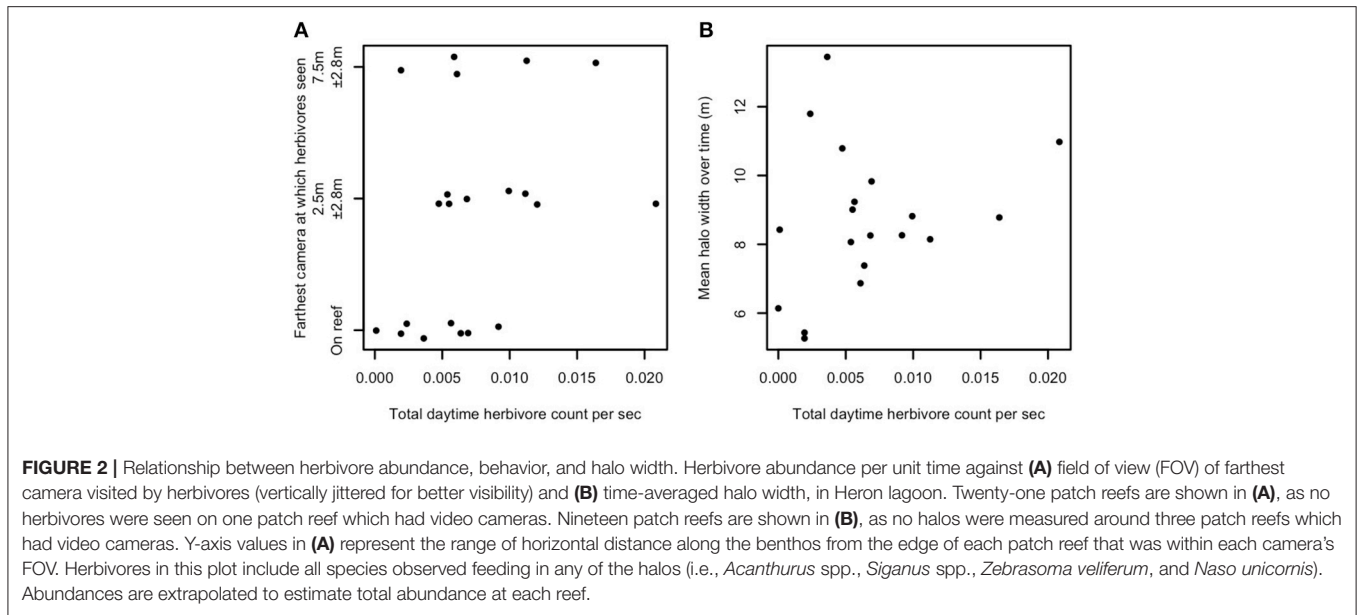 A
B
Farthest camera at which herbivores seen
7.5m
±2.8m
2.5m
±2.8m
On reef
0.000 0.005 0.010 0.015 0.020
Total daytime herbivore count per sec
Mean halo width over time (m)
12
10
8
6
0.000 0.005 0.010 0.015 0.020
Total daytime herbivore count per sec
FIGURE 2 | Relationship between herbivore abundance, behavior, and halo width. Herbivore abundance per unit time against (A) field of view (FOV) of farthest
camera visited by herbivores (vertically jittered for better visibility) and (B) time-averaged halo width, in Heron lagoon. Twenty-one patch reefs are shown in (A), as no
herbivores were seen on one patch reef which had video cameras. Nineteen patch reefs are shown in (B), as no halos were measured around three patch reefs which
had video cameras. Y-axis values in (A) represent the range of horizontal distance along the benthos from the edge of each patch reef that was within each camera's
FOV. Herbivores in this plot include all species observed feeding in any of the halos (i.e., Acanthurus spp., Siganus spp., Zebrasoma veliferum, and Naso unicornis).
Abundances are extrapolated to estimate total abundance at each reef.